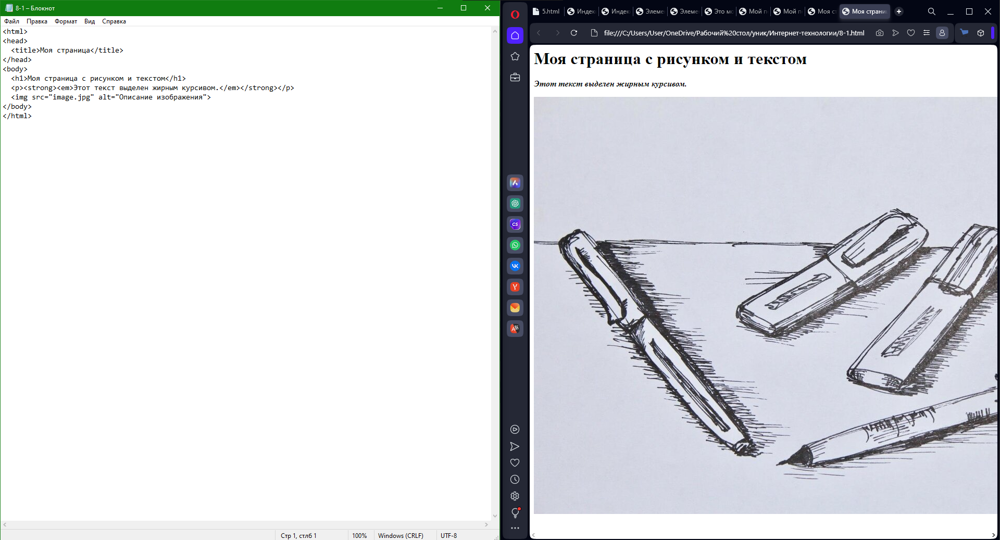 8-1 – Блокнот
Файл Правка Формат Вид Справка
<html>
<head>
  <title>Моя страница</title>
</head>
<body>
  <h1>Моя страница с рисунком и текстом</h1>
  <p><strong><em>Этот текст выделен жирным курсивом.</em></strong></p>
  <img src="image.jpg" alt="Описание изображения">
</body>
</html>
Стр 1, стлб 1 100% Windows (CRLF) UTF-8
5.html Индек Индек Элеме Элеме Это мо Мой п Мой п Моя ст Моя страни
file:///C:/Users/User/OneDrive/Рабочий%20стол/уник/Интернет-технологии/8-1.html
CS
Моя страница с рисунком и текстом
Этот текст выделен жирным курсивом.